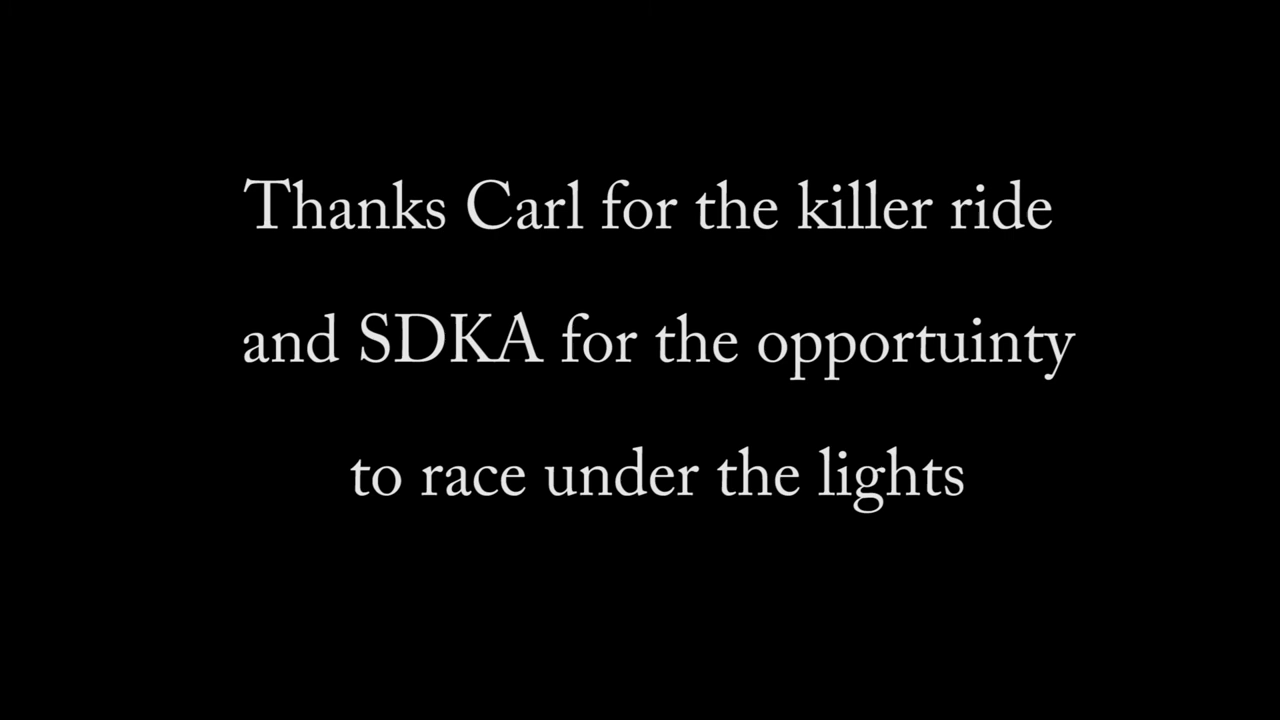 Thanks Carl for the killer ride
and SDKA for the opportuinty
to race under the lights